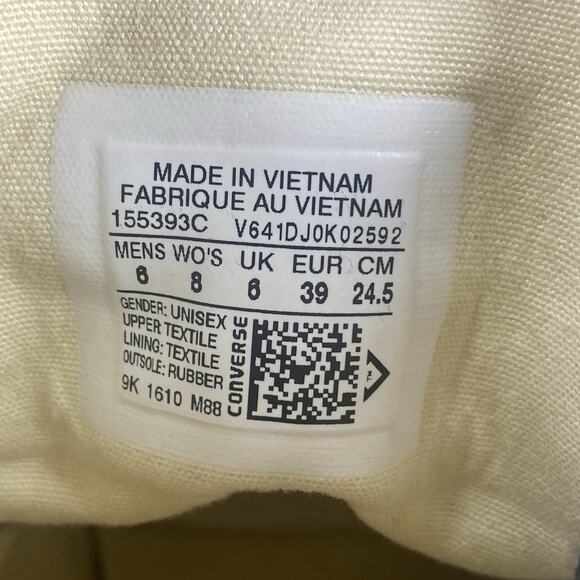 MADE IN VIETNAM
FABRIQUE AU VIETNAM
155393C V641DJ0K02592
MENS WO'S UK EUR CM
6 8 6 39 24.5
GENDER: UNISEX
UPPER TEXTILE
LINING: TEXTILE
OUTSOLE: RUBBER
9K 1610 M88
CONVERSE
TM